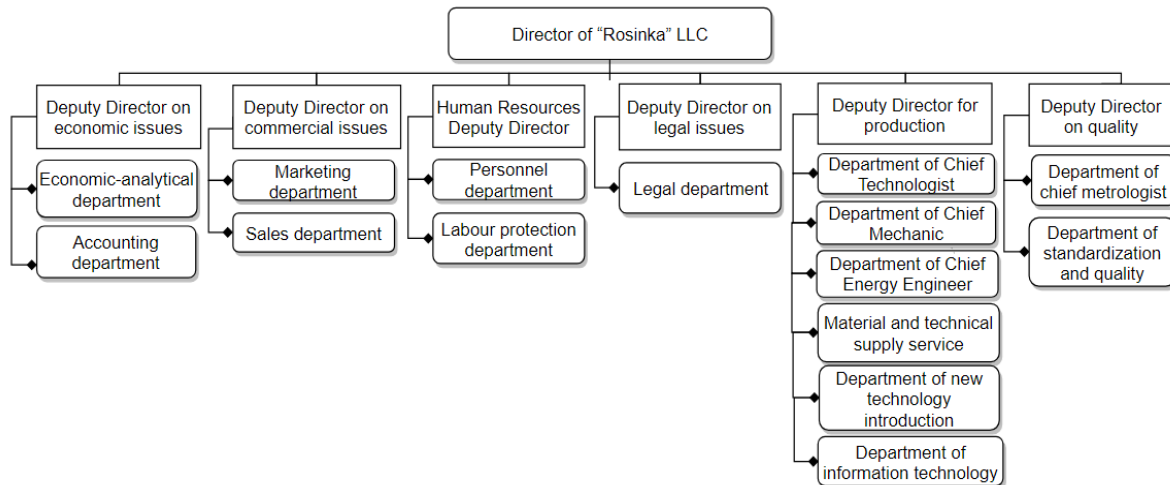 Director of “Rosinka” LLC
Deputy Director on
economic issues
Economic-analytical
department
Accounting
department
Deputy Director on
commercial issues
Marketing
department
Sales department
Human Resources
Deputy Director
Personnel
department
Labour protection
department
Deputy Director on
legal issues
Legal department
Deputy Director for
production
Department of Chief
Technologist
Department of Chief
Mechanic
Department of Chief
Energy Engineer
Material and technical
supply service
Department of new
technology
introduction
Department of
information technology
Deputy Director
on quality
Department of
chief metrologist
Department of
standardization
and quality